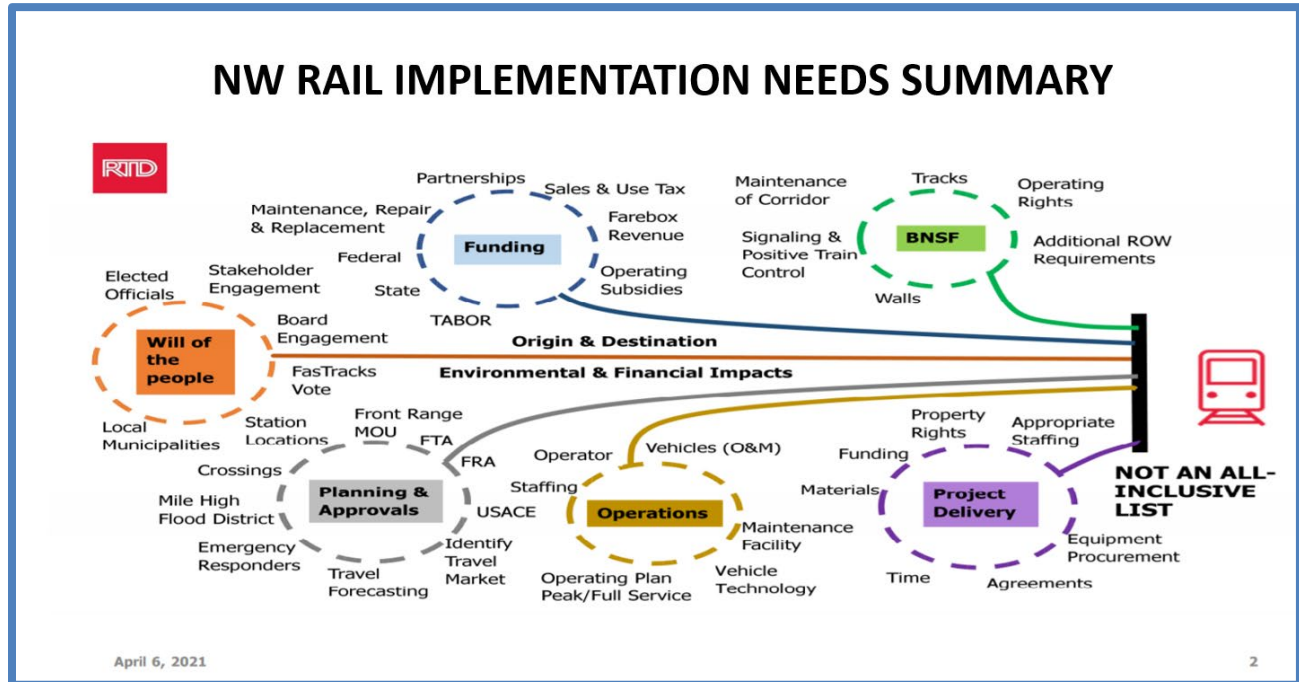 NW RAIL IMPLEMENTATION NEEDS SUMMARY
RTD
Partnerships
Sales & Use Tax
Maintenance, Repair
& Replacement
Farebox
Revenue
Federal
Funding
State
Operating
Subsidies
TABOR
Maintenance
of Corridor
Tracks
Operating
Rights
Signaling &
Positive Train
Control
BNSF
Additional ROW
Requirements
Walls
Elected
Officials
Stakeholder
Engagement
Board
Engagement
Will of
the
people
FasTracks
Vote
Local
Municipalities
Station
Locations
Origin & Destination
Environmental & Financial Impacts
Front Range
MOU
FTA
FRA
Crossings
Mile High
Flood District
Planning &
Approvals
USACE
Emergency
Responders
Identify
Travel
Market
Travel
Forecasting
Operator
Vehicles (O&M)
Staffing
Operations
Maintenance
Facility
Operating Plan
Peak/Full Service
Vehicle
Technology
Property
Rights
Appropriate
Staffing
Funding
Materials
Project
Delivery
Equipment
Procurement
Time
Agreements
NOT AN ALL-
INCLUSIVE
LIST
April 6, 2021
2